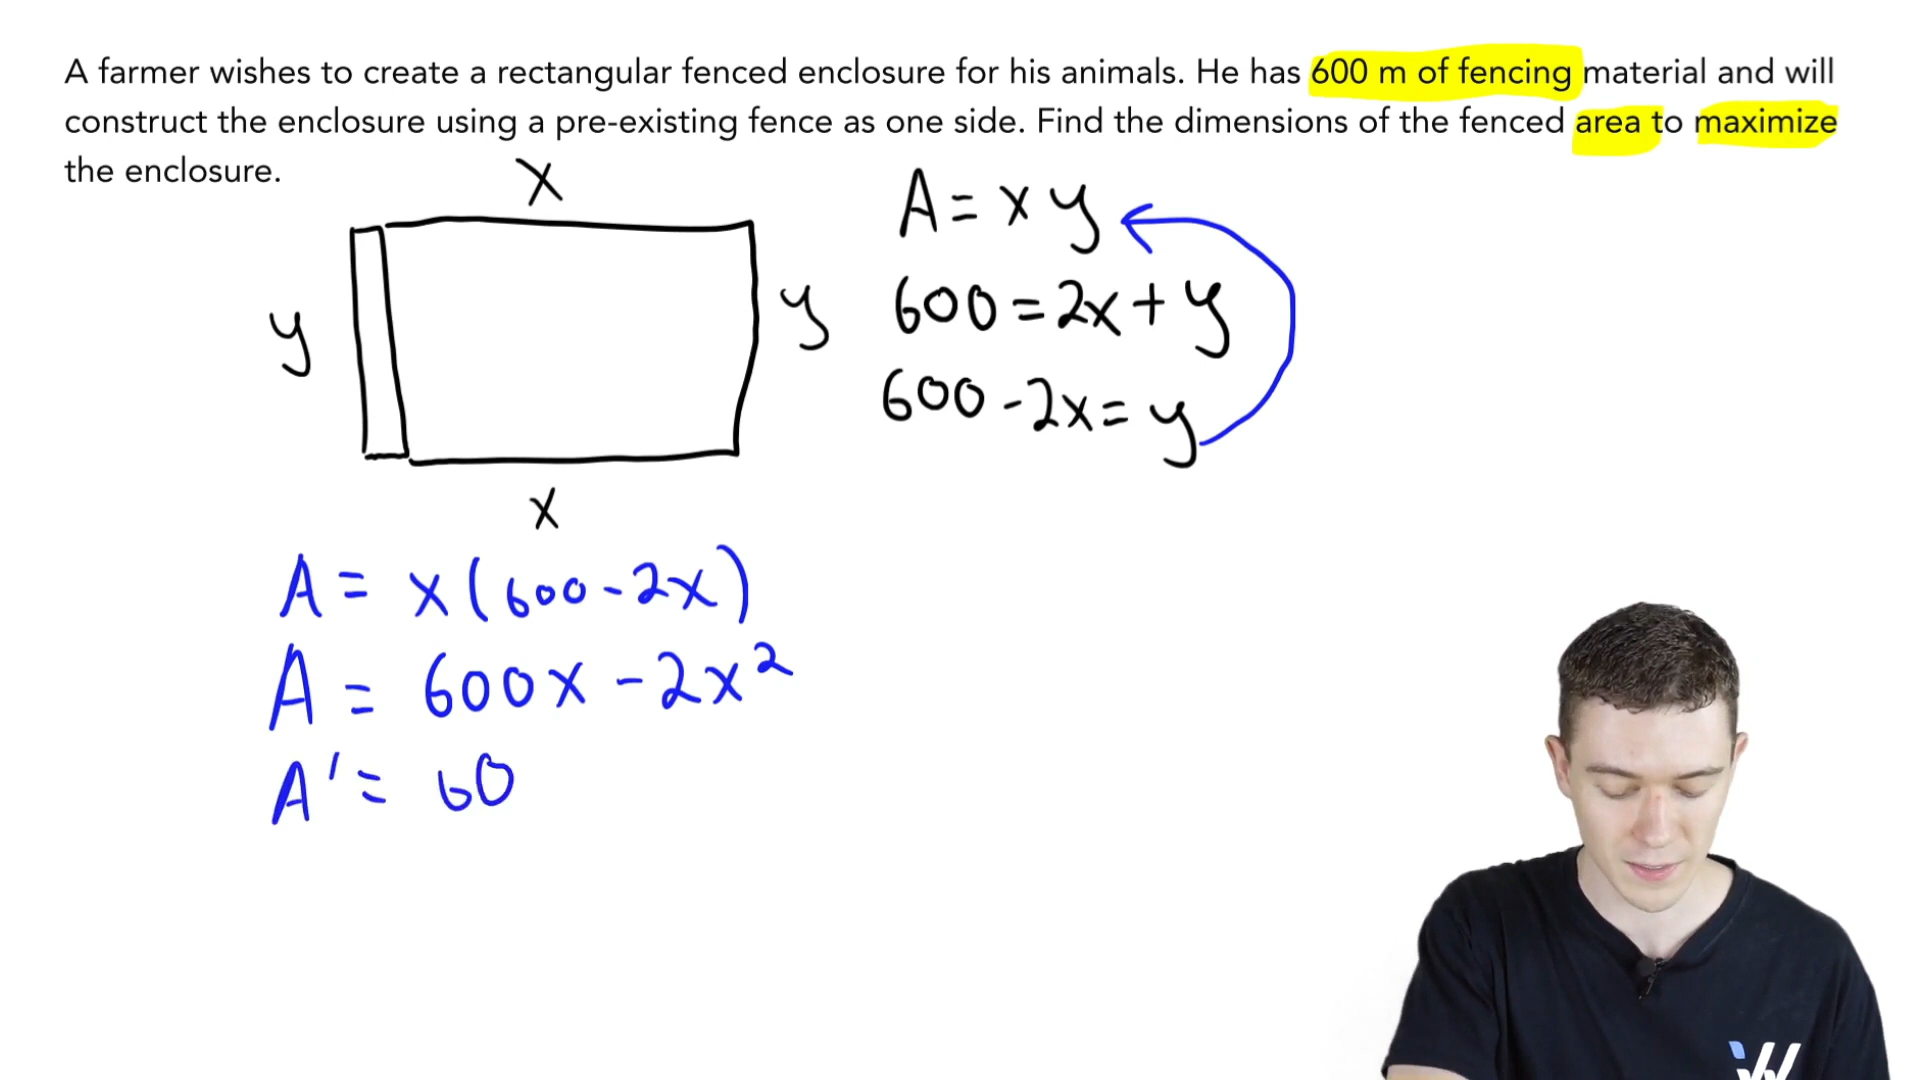 A farmer wishes to create a rectangular fenced enclosure for his animals. He has 600 m of fencing material and will
construct the enclosure using a pre-existing fence as one side. Find the dimensions of the fenced area to maximize
the enclosure.
x
y
y
x
A = x y
600 = 2x + y
600 - 2x = y
A = x(600 - 2x)
A = 600x - 2x²
A' = 60